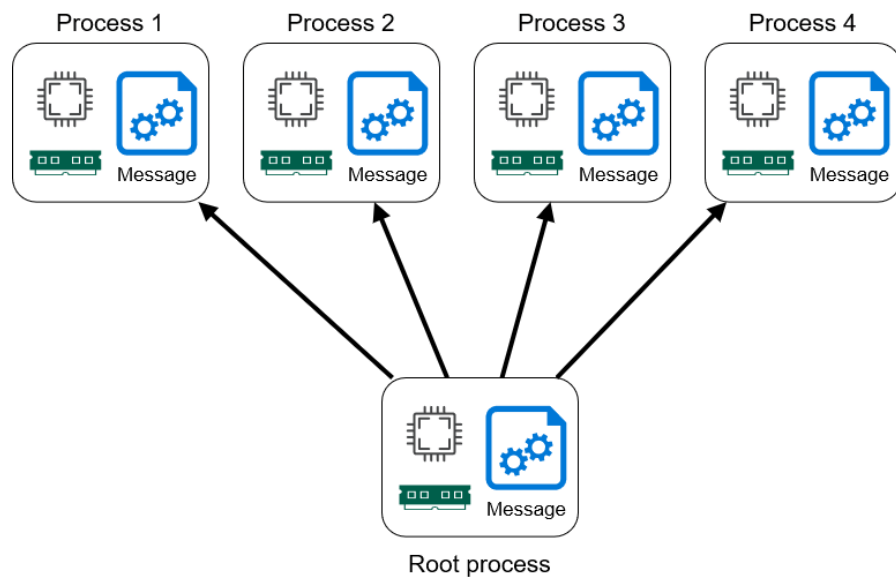 Process 1
Process 2
Process 3
Process 4
Message
Message
Message
Message
Message
Root process